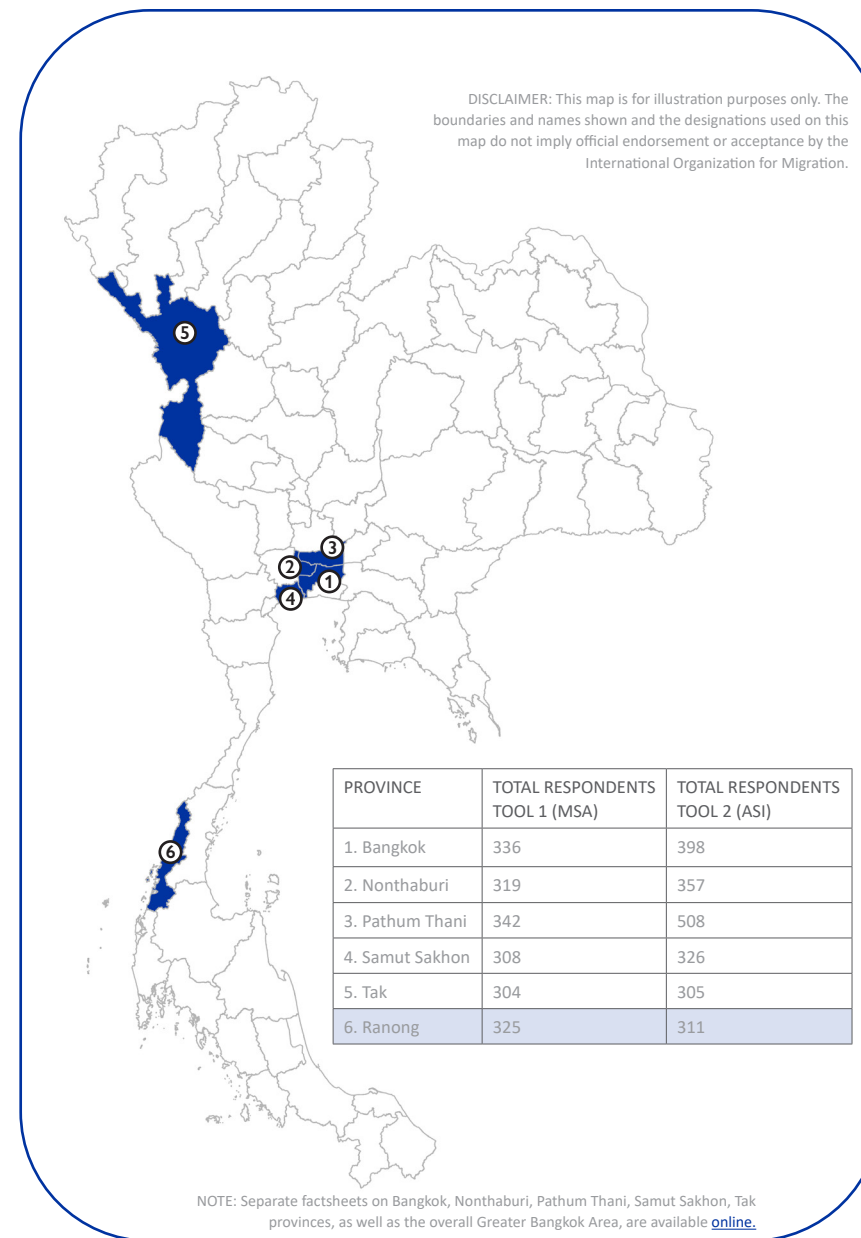 DISCLAIMER: This map is for illustration purposes only. The
boundaries and names shown and the designations used on this
map do not imply official endorsement or acceptance by the
International Organization for Migration.
5
3
2
1
4
6
PROVINCE TOTAL RESPONDENTS TOTAL RESPONDENTS
TOOL 1 (MSA) TOOL 2 (ASI)
1. Bangkok 336 398
2. Nonthaburi 319 357
3. Pathum Thani 342 508
4. Samut Sakhon 308 326
5. Tak 304 305
6. Ranong 325 311
NOTE: Separate factsheets on Bangkok, Nonthaburi, Pathum Thani, Samut Sakhon, Tak
provinces, as well as the overall Greater Bangkok Area, are available online.